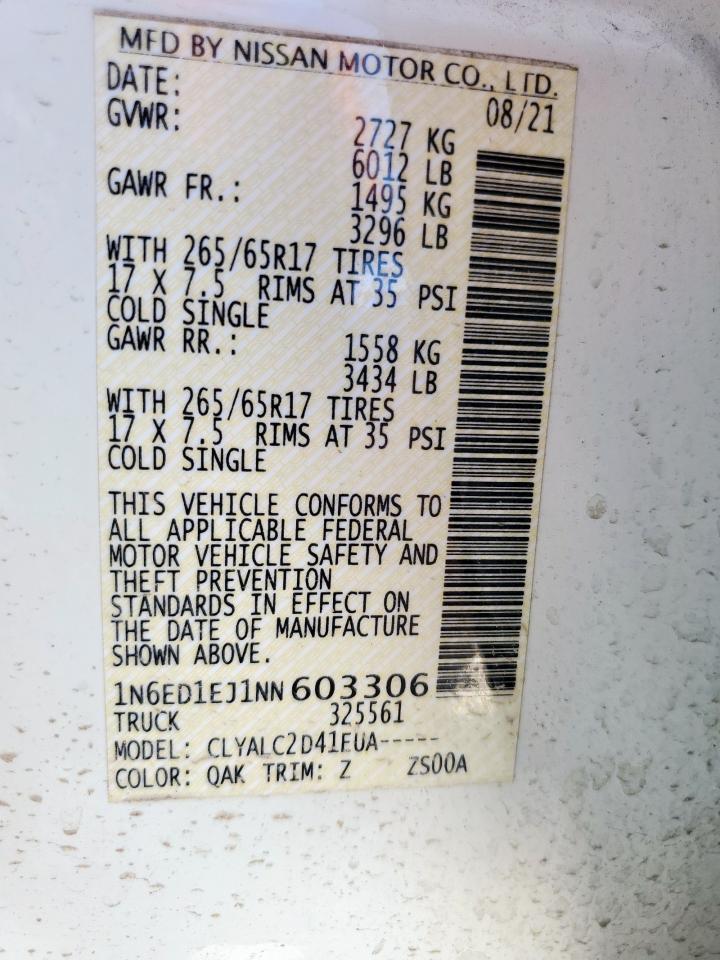 MFD BY NISSAN MOTOR CO., LTD.
DATE: 08/21
GVWR: 2727 KG
6012 LB
GAWR FR.: 1495 KG
3296 LB
WITH 265/65R17 TIRES
17 X 7.5 RIMS AT 35 PSI
COLD SINGLE
GAWR RR.: 1558 KG
3434 LB
WITH 265/65R17 TIRES
17 X 7.5 RIMS AT 35 PSI
COLD SINGLE
THIS VEHICLE CONFORMS TO
ALL APPLICABLE FEDERAL
MOTOR VEHICLE SAFETY AND
THEFT PREVENTION
STANDARDS IN EFFECT ON
THE DATE OF MANUFACTURE
SHOWN ABOVE.
1N6ED1EJ1NN603306
TRUCK 325561
MODEL: CLYALC2D41EUA-----
COLOR: QAK TRIM: Z ZS00A